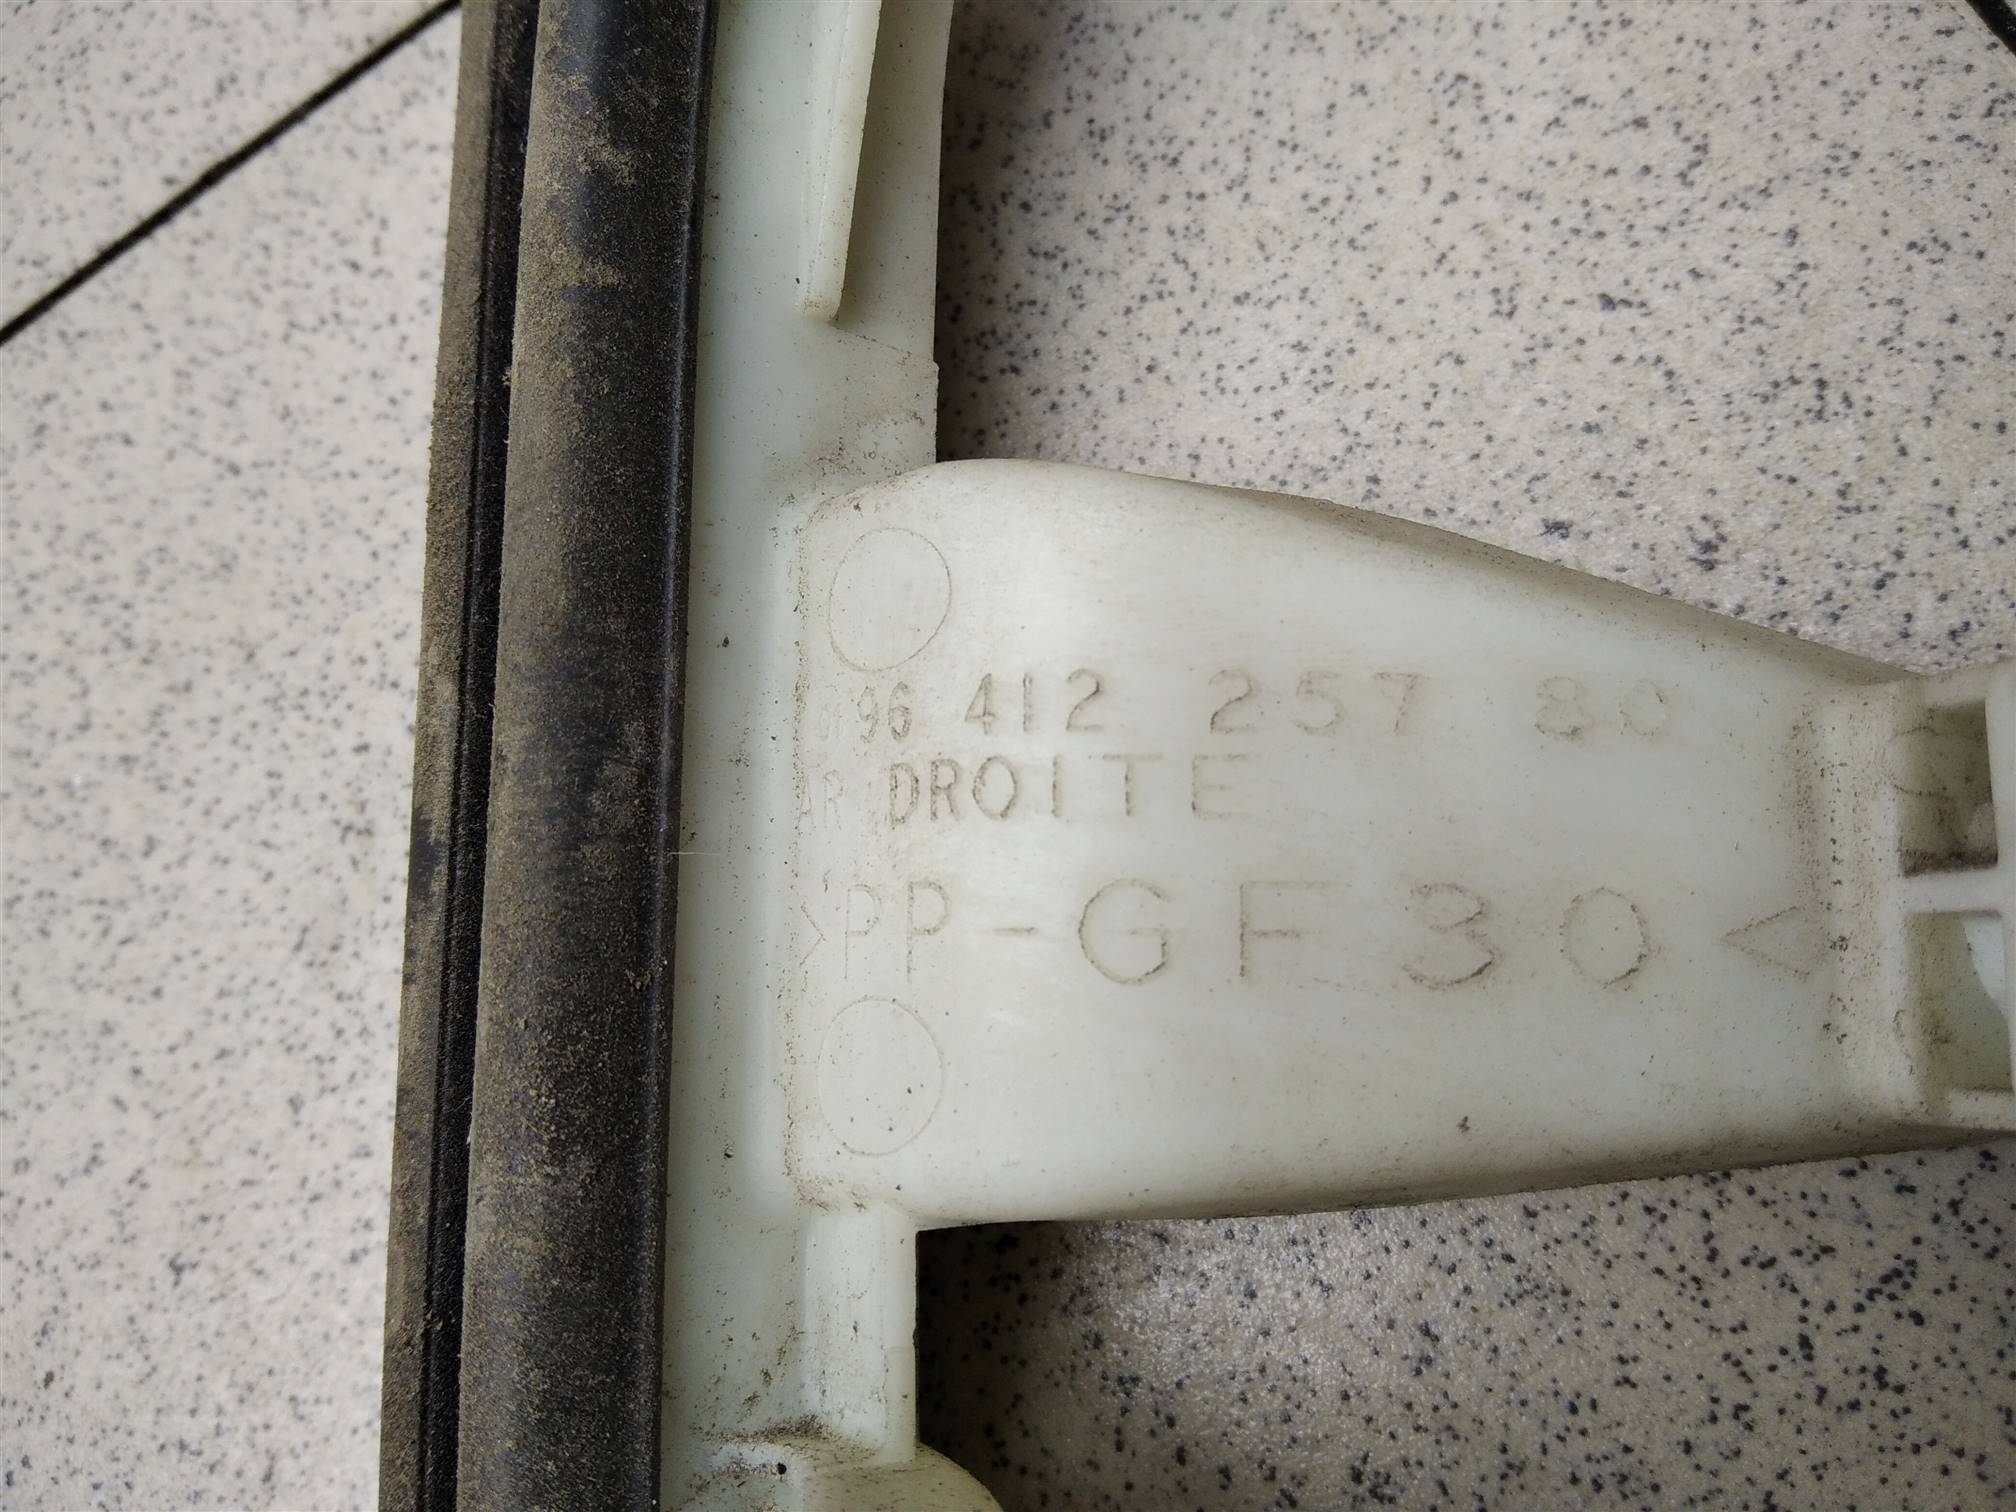 96 412 257 80
AR DROITE
>PP-GF30<